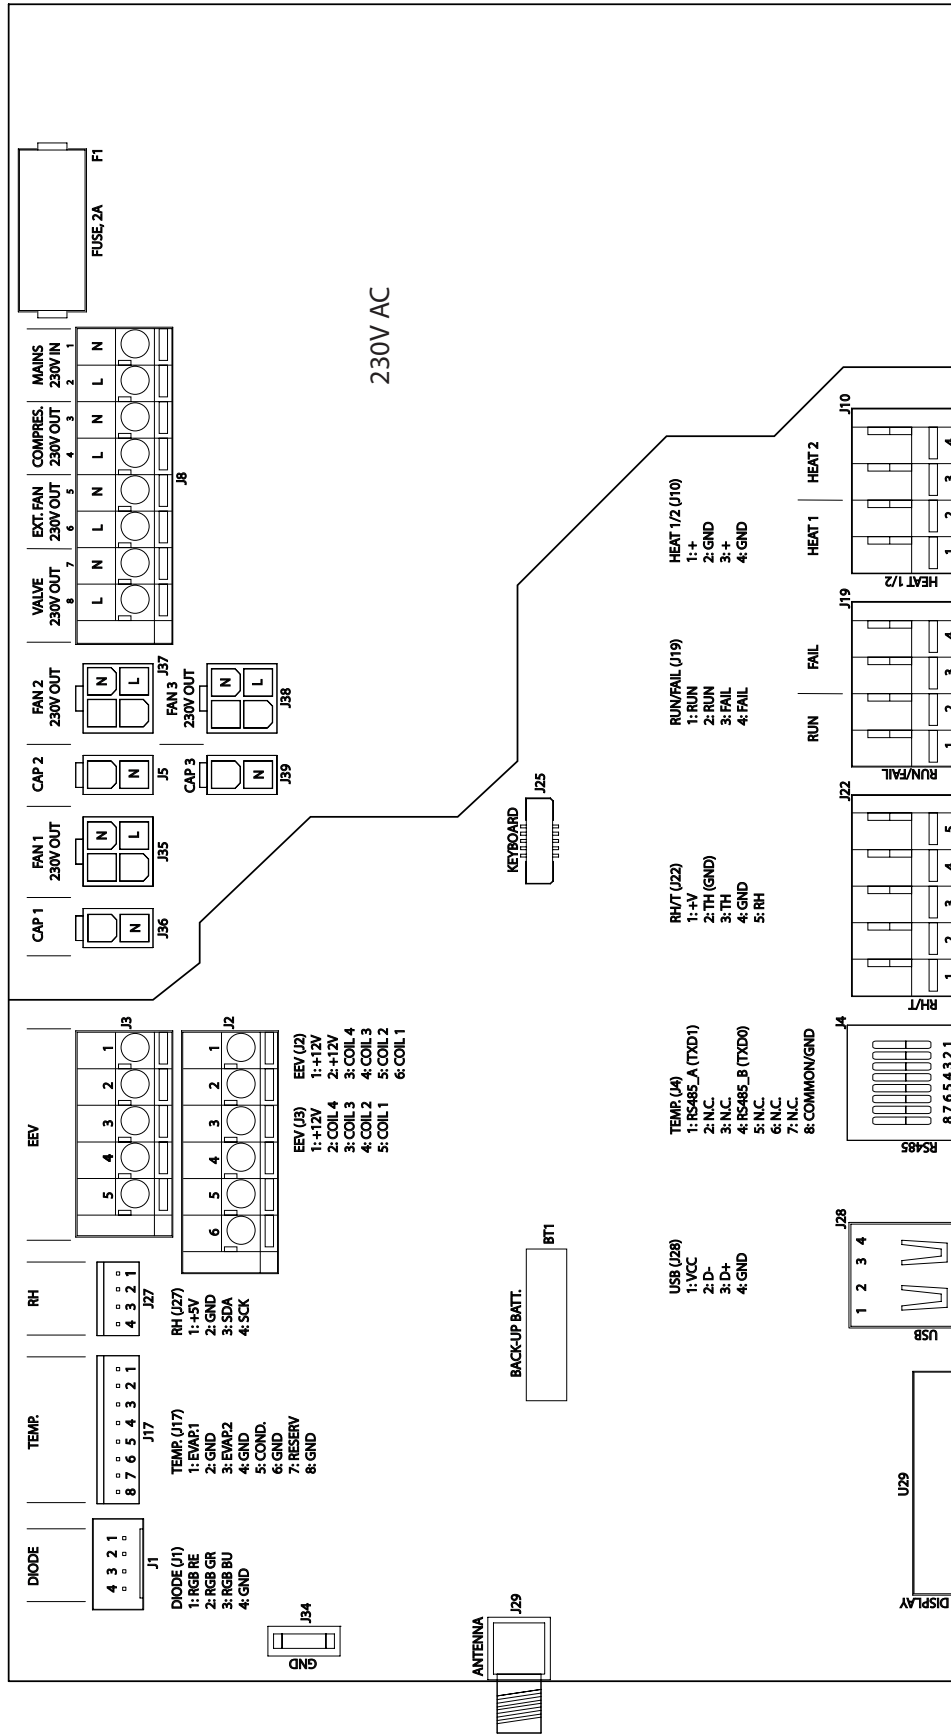 DIODE
4 3 2 1
J1
DIODE (J1)
1: RGB RE
2: RGB GR
3: RGB BU
4: GND
TEMP.
8 7 6 5 4 3 2 1
J17
TEMP. (J17)
1: EVAP.1
2: GND
3: EVAP.2
4: GND
5: COND.
6: GND
7: RESERV
8: GND
RH
4 3 2 1
J27
RH (J27)
1: +5V
2: GND
3: SDA
4: SCK
EEV
5 4 3 2 1
J3
6 5 4 3 2 1
J2
EEV (J3)
1: +12V
2: COIL 4
3: COIL 3
4: COIL 2
5: COIL 1
EEV (J2)
1: +12V
2: +12V
3: COIL 4
4: COIL 3
5: COIL 2
6: COIL 1
CAP 1
N
J36
FAN 1
230V OUT
N
L
J35
CAP 2
N
J5
FAN 2
230V OUT
N
L
J37
CAP 3
N
J39
FAN 3
230V OUT
N
L
J38
VALVE
230V OUT
EXT. FAN
230V OUT
COMPRES.
230V OUT
MAINS
230V IN
8 7 6 5 4 3 2 1
L N L N L N L N
J8
FUSE, 2A
F1
230V AC
GND
J34
ANTENNA
J29
BACK-UP BATT.
BT1
KEYBOARD
J25
USB (J28)
1: VCC
2: D-
3: D+
4: GND
TEMP. (J4)
1: RS485_A (TXD1)
2: N.C.
3: N.C.
4: RS485_B (TXD0)
5: N.C.
6: N.C.
7: N.C.
8: COMMON/GND
RH/T (J22)
1: +V
2: TH (GND)
3: TH
4: GND
5: RH
RUN/FAIL (J19)
1: RUN
2: RUN
3: FAIL
4: FAIL
HEAT 1/2 (J10)
1: +
2: GND
3: +
4: GND
RUN
FAIL
HEAT 1
HEAT 2
U29
DISPLAY
J28
1 2 3 4
USB
J4
8 7 6 5 4 3 2 1
RS485
J22
1 2 3 4 5
RH/T
J19
1 2 3 4
RUN/FAIL
J10
1 2 3 4
HEAT 1/2